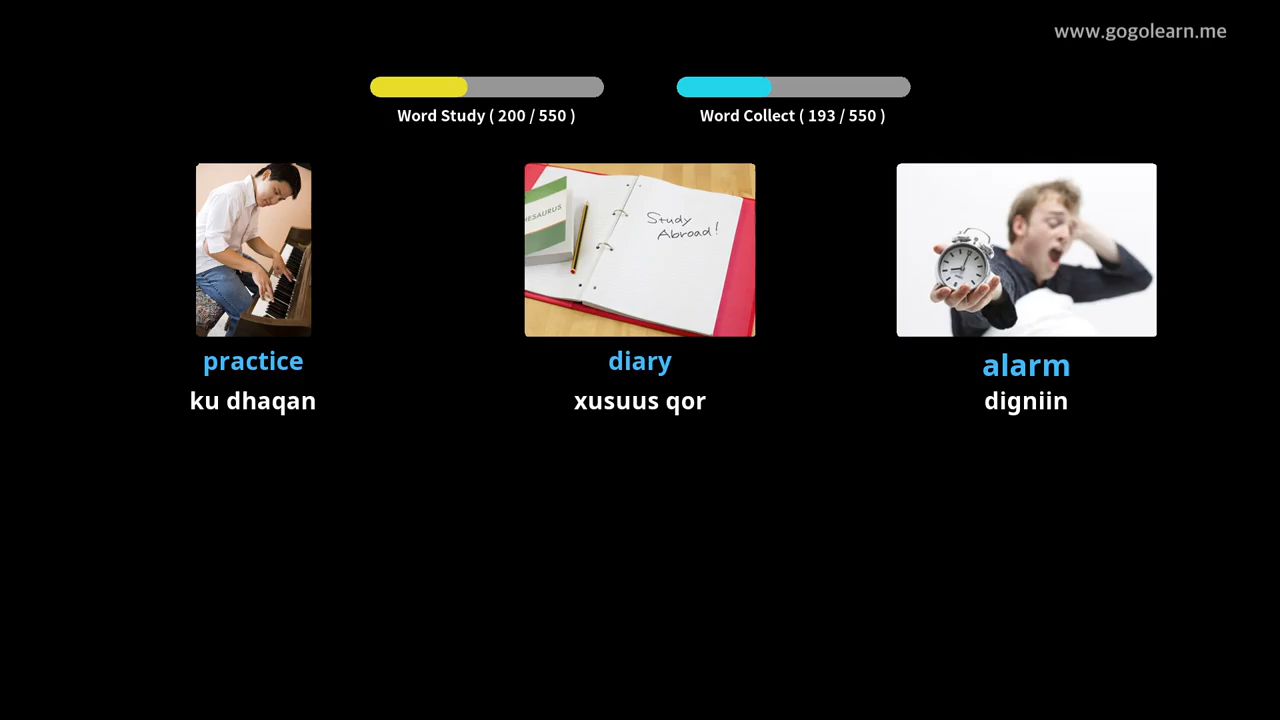 www.gogolearn.me
Word Study ( 200 / 550 )
Word Collect ( 193 / 550 )
HESAURUS
Study
Abroad!
practice
diary
alarm
ku dhaqan
xusuus qor
digniin